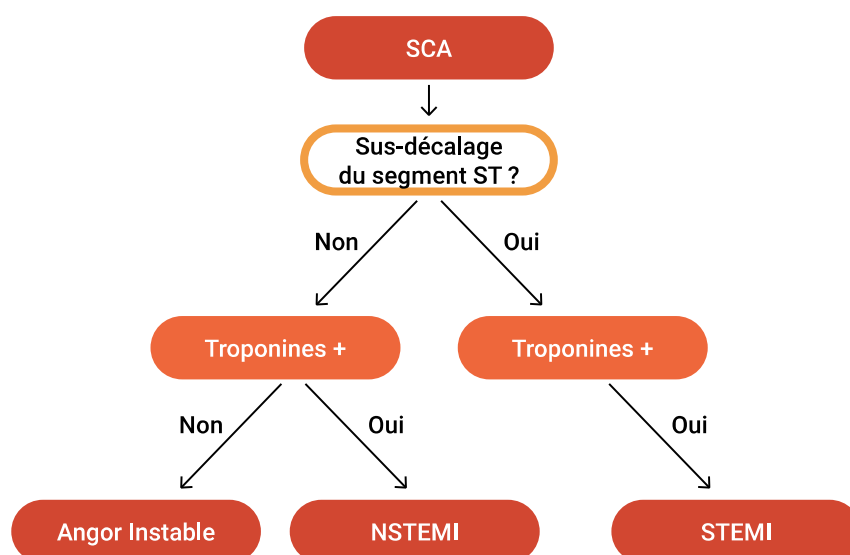 SCA
Sus-décalage
du segment ST ?
Non
Oui
Troponines +
Troponines +
Non
Oui
Oui
Angor Instable
NSTEMI
STEMI